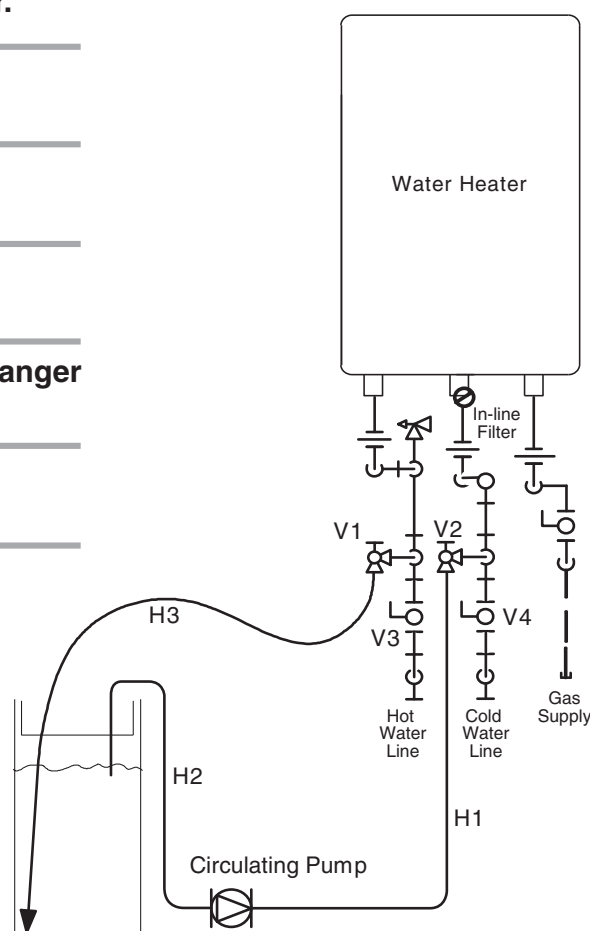 r.
anger
Water Heater
In-line
Filter
V1
V2
H3
V3
V4
Hot
Water
Line
Cold
Water
Line
Gas
Supply
H2
H1
Circulating Pump